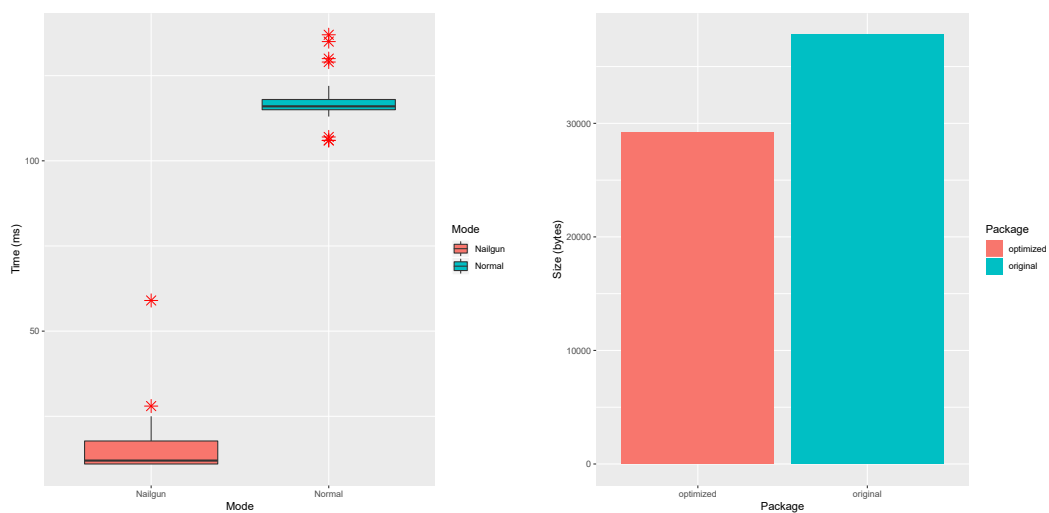 Time (ms)
100
50
Nailgun
Normal
Mode
Mode
Nailgun
Normal
Size (bytes)
30000
20000
10000
0
optimized
original
Package
Package
optimized
original